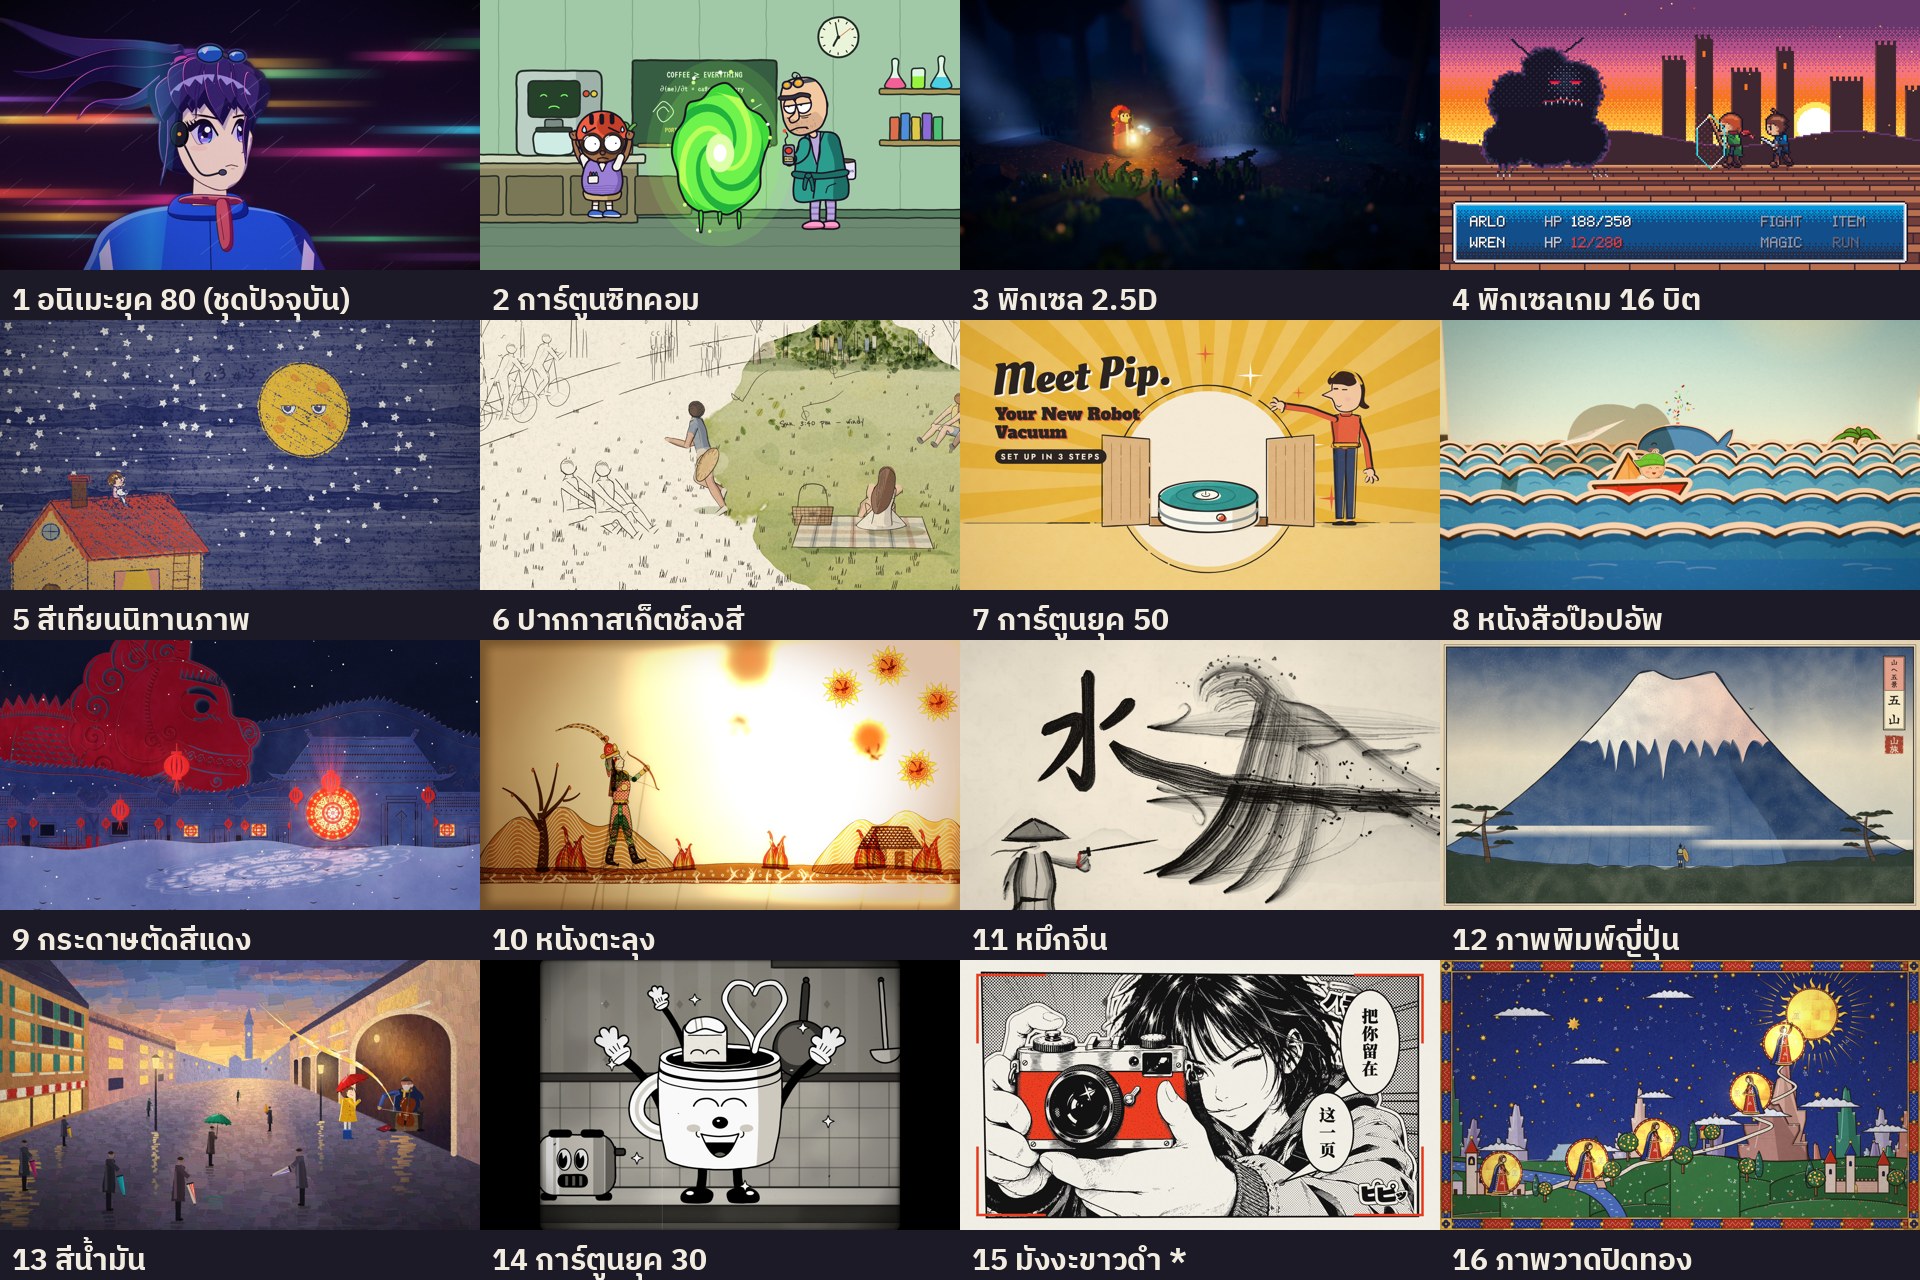 COFFEE ≥ EVERYTHING
ARLO HP 188/350 FIGHT ITEM
WREN HP 12/280 MAGIC RUN
1 อนิเมะยุค 80 (ชุดปัจจุบัน)
2 การ์ตูนซิทคอม
3 พิกเซล 2.5D
4 พิกเซลเกม 16 บิต
Meet Pip.
Your New Robot
Vacuum
SET UP IN 3 STEPS
5 สีเทียนนิทานภาพ
6 ปากกาสเก็ตช์ลงสี
7 การ์ตูนยุค 50
8 หนังสือป๊อปอัพ
水
五山
9 กระดาษตัดสีแดง
10 หนังตะลุง
11 หมึกจีน
12 ภาพพิมพ์ญี่ปุ่น
把你留在
这一页
13 สีน้ำมัน
14 การ์ตูนยุค 30
15 มังงะขาวดำ *
16 ภาพวาดปิดทอง